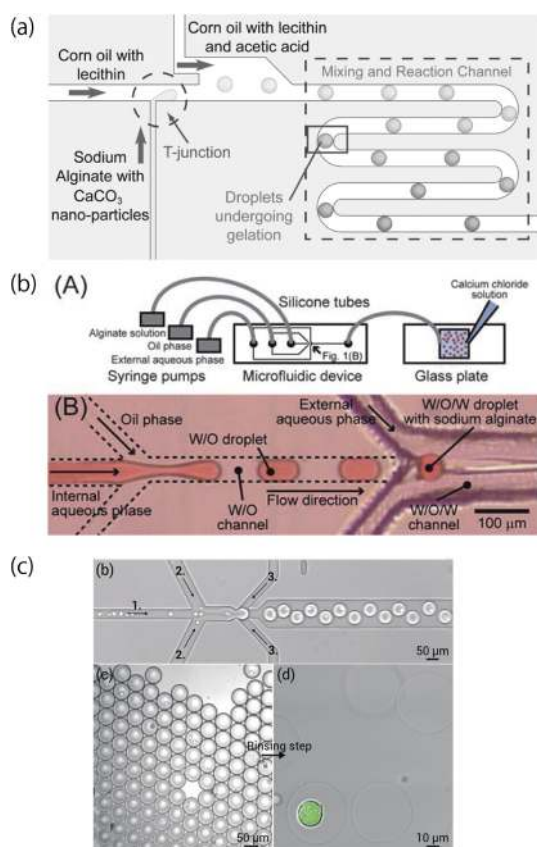 (a)
Corn oil with lecithin
and acetic acid
Corn oil with
lecithin
Mixing and Reaction Channel
T-junction
Sodium
Alginate with
CaCO3
nano-particles
Droplets
undergoing
gelation
(b)
(A)
Silicone tubes
Calcium chloride
solution
Alginate solution
Oil phase
External aqueous phase
Fig. 1(B)
Syringe pumps
Microfluidic device
Glass plate
(B)
Oil phase
External
aqueous phase
W/O/W droplet
with sodium alginate
W/O droplet
Internal
aqueous phase
W/O
channel
Flow direction
W/O/W
channel
100 µm
(c)
(b)
1.
2.
3.
2.
3.
50 µm
(c)
(d)
Rinsing step
50µm
10 µm